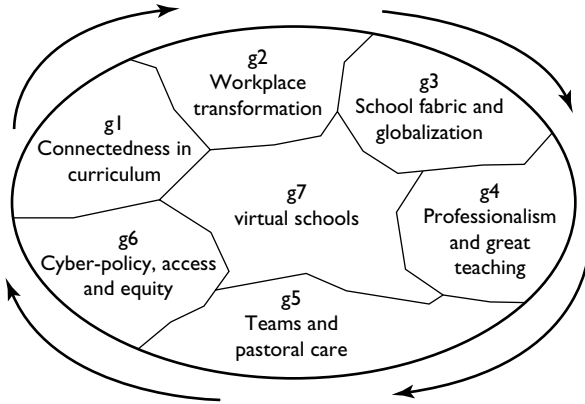 g1
Connectedness in
curriculum
g2
Workplace
transformation
g3
School fabric and
globalization
g4
Professionalism
and great
teaching
g5
Teams and
pastoral care
g6
Cyber-policy, access
and equity
g7
virtual schools